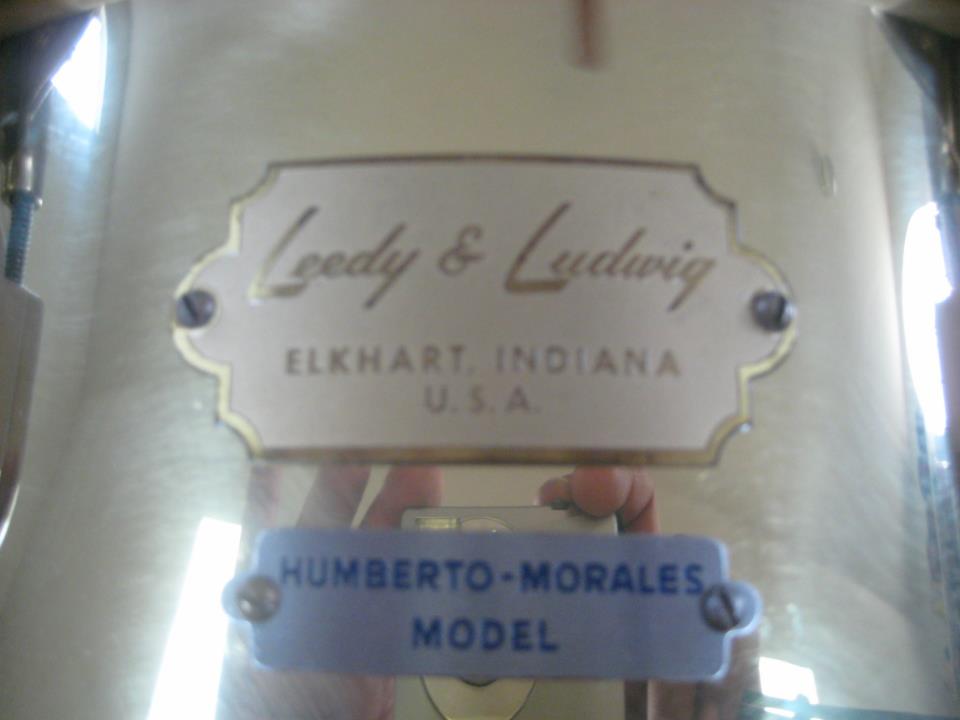 Leedy & Ludwig
ELKHART, INDIANA
U.S.A.
HUMBERTO-MORALES
MODEL